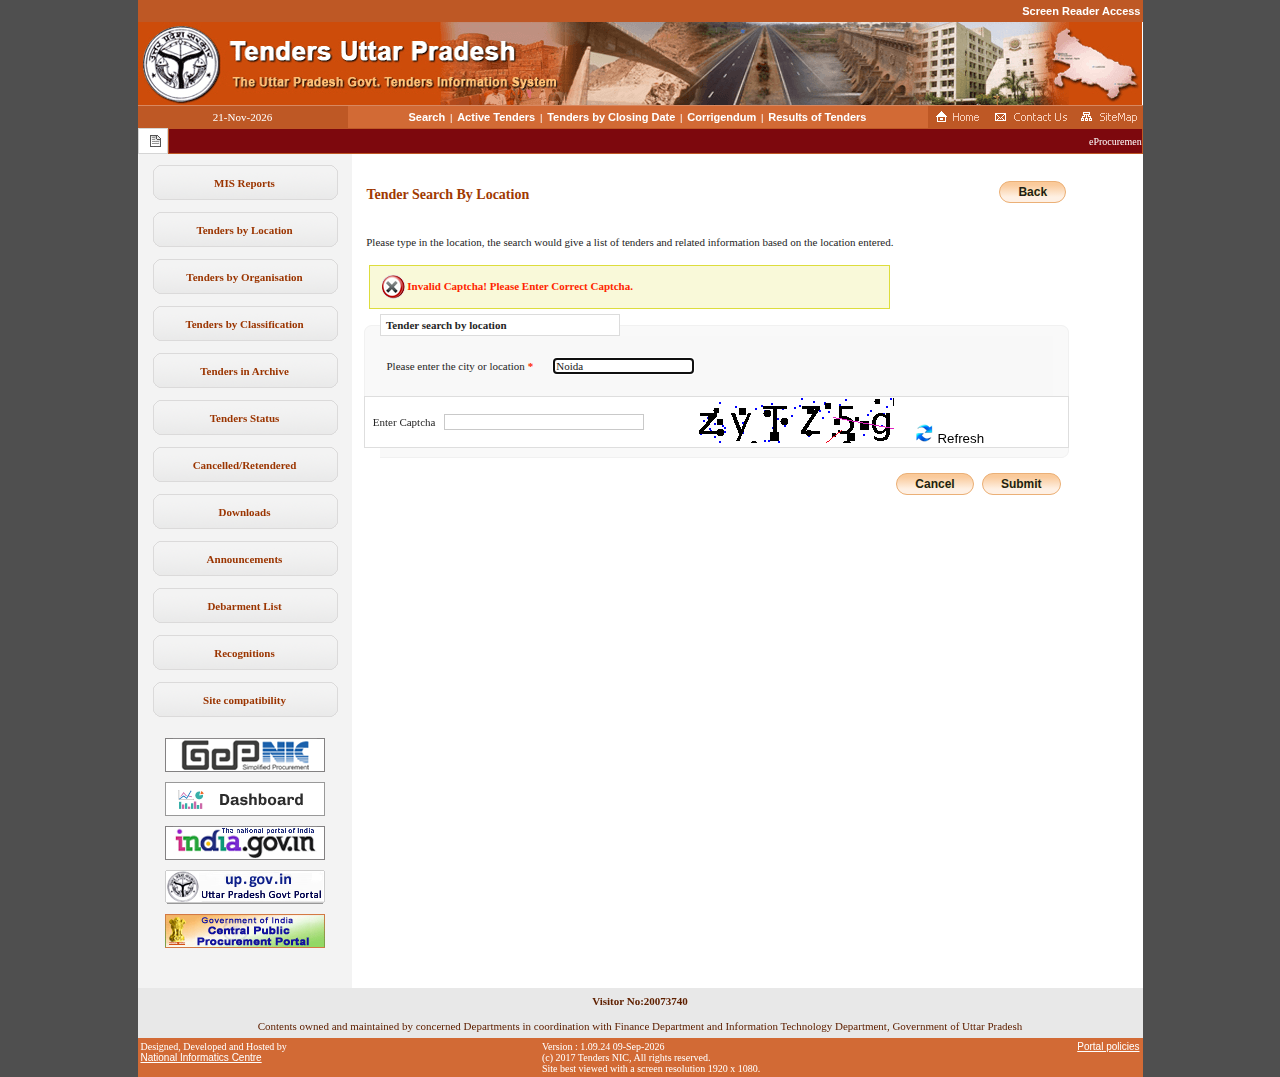 Screen Reader Access
Tenders Uttar Pradesh
The Uttar Pradesh Govt. Tenders Information System
21-Nov-2026
Search | Active Tenders | Tenders by Closing Date | Corrigendum | Results of Tenders
Home Contact Us SiteMap
eProcuremen
MIS Reports
Tenders by Location
Tenders by Organisation
Tenders by Classification
Tenders in Archive
Tenders Status
Cancelled/Retendered
Downloads
Announcements
Debarment List
Recognitions
Site compatibility
GePNIC
Simplified Procurement
Dashboard
The national portal of India
india.gov.in
up.gov.in
Uttar Pradesh Govt Portal
Government of India
Central Public
Procurement Portal
Tender Search By Location
Back
Please type in the location, the search would give a list of tenders and related information based on the location entered.
Invalid Captcha! Please Enter Correct Captcha.
Tender search by location
Please enter the city or location * Noida
Enter Captcha
zyTZ5g
Refresh
Cancel Submit
Visitor No:20073740
Contents owned and maintained by concerned Departments in coordination with Finance Department and Information Technology Department, Government of Uttar Pradesh
Designed, Developed and Hosted by
National Informatics Centre
Version : 1.09.24 09-Sep-2026
(c) 2017 Tenders NIC, All rights reserved.
Site best viewed with a screen resolution 1920 x 1080.
Portal policies